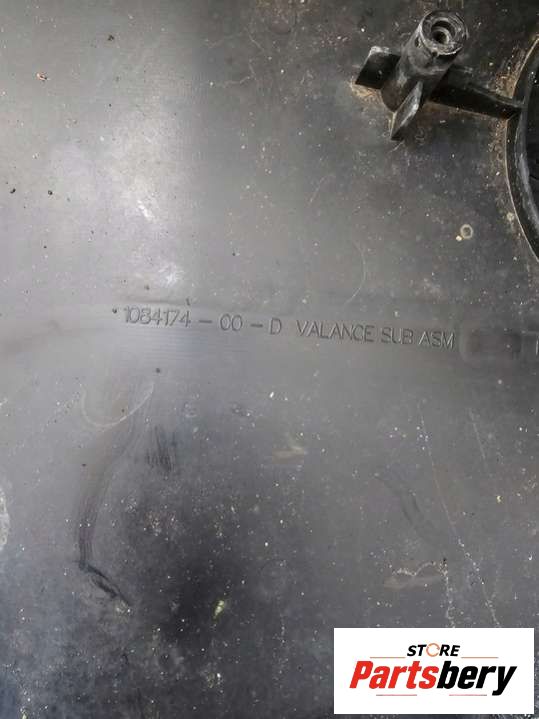 1084174-00-D VALANCE SUB ASM
STORE
Partsbery